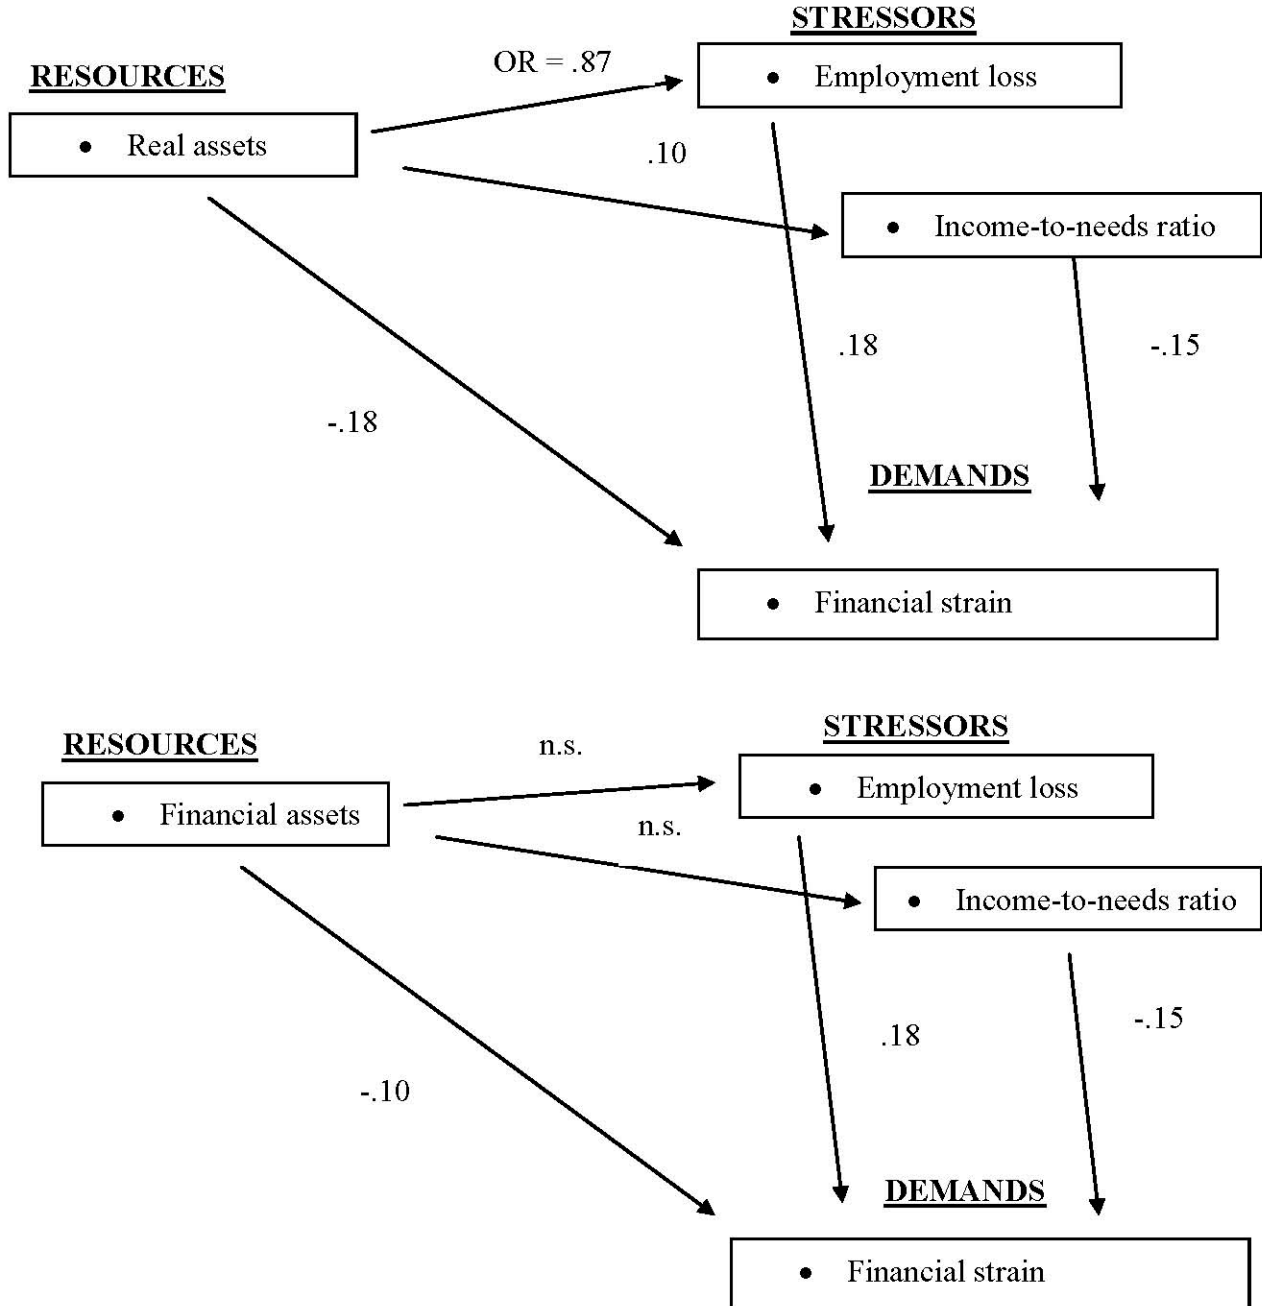 STRESSORS
OR = .87
RESOURCES
• Employment loss
• Real assets
.10
• Income-to-needs ratio
.18
-.15
-.18
DEMANDS
• Financial strain
STRESSORS
RESOURCES
n.s.
• Employment loss
• Financial assets
n.s.
• Income-to-needs ratio
-.15
.18
-.10
DEMANDS
• Financial strain